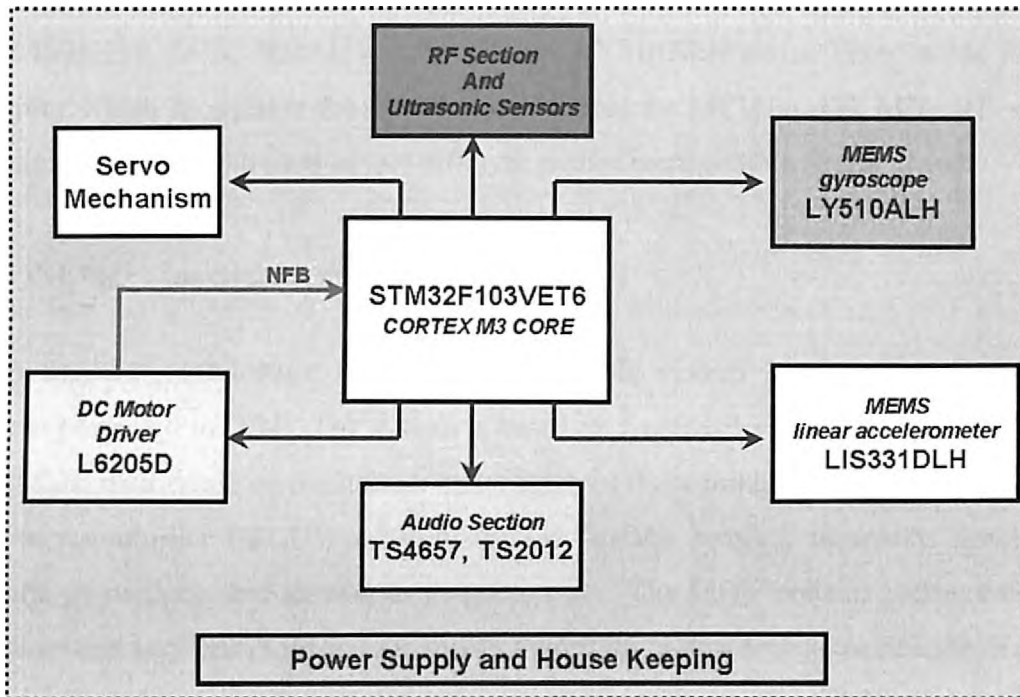 RF Section
And
Ultrasonic Sensors
Servo
Mechanism
MEMS
gyroscope
LY510ALH
NFB
STM32F103VET6
CORTEX M3 CORE
DC Motor
Driver
L6205D
MEMS
linear accelerometer
LIS331DLH
Audio Section
TS4657, TS2012
Power Supply and House Keeping